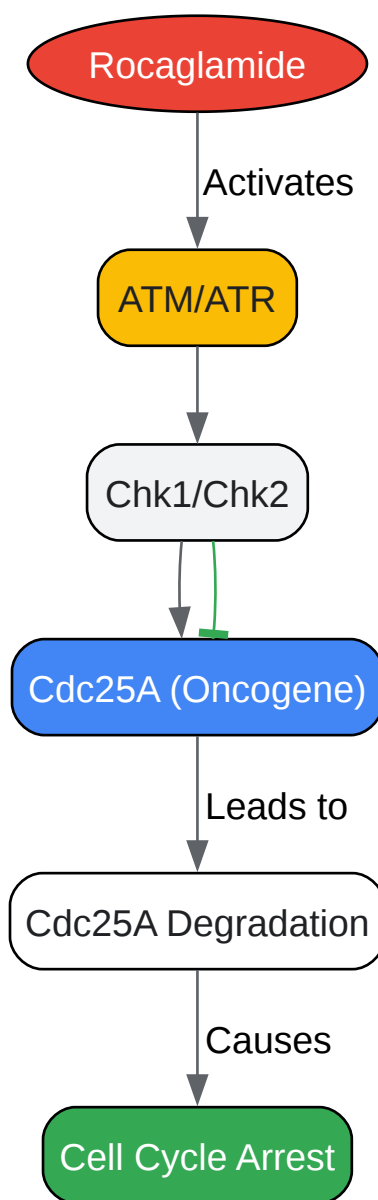 Rocaglamide
Activates
ATM/ATR
Chk1/Chk2
Cdc25A (Oncogene)
Leads to
Cdc25A Degradation
Causes
Cell Cycle Arrest